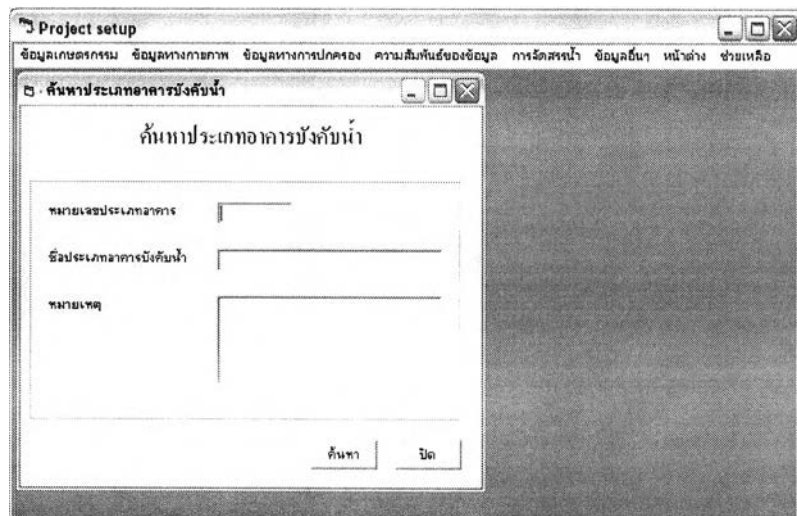 Project setup
ข้อมูลเกษตรกรรม ข้อมูลทางกายภาพ ข้อมูลทางการปกครอง ความสัมพันธ์ของข้อมูล การจัดสรรน้ำ ข้อมูลอื่นๆ หน้าต่าง ช่วยเหลือ
ค้นหาประเภทอาคารบังคับน้ำ
ค้นหาประเภทอาคารบังคับน้ำ
หมายเลขประเภทอาคาร
ชื่อประเภทอาคารบังคับน้ำ
หมายเหตุ
ค้นหา ปิด